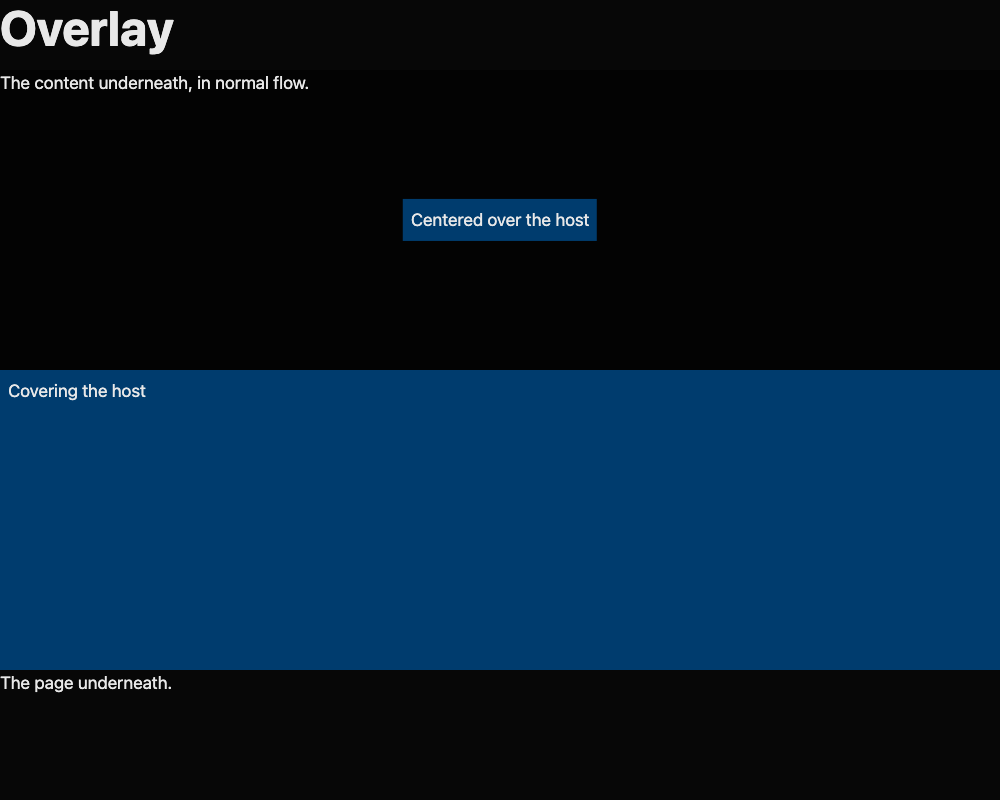 Overlay
The content underneath, in normal flow.
Centered over the host
Covering the host
The page underneath.